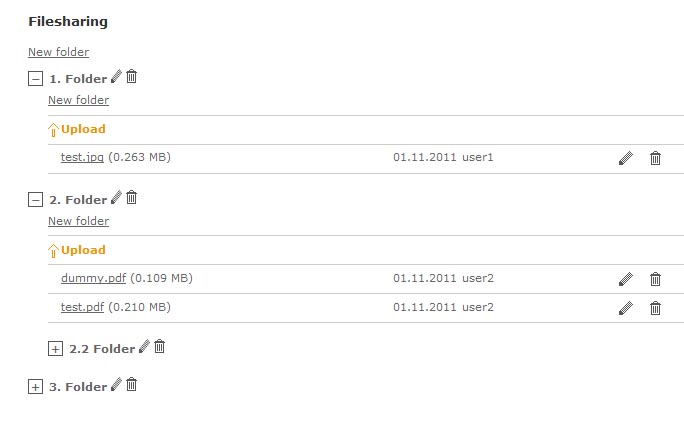 Filesharing
New folder
1. Folder
New folder
Upload
test.jpg (0.263 MB) 01.11.2011 user1
2. Folder
New folder
Upload
dummy.pdf (0.109 MB) 01.11.2011 user2
test.pdf (0.210 MB) 01.11.2011 user2
2.2 Folder
3. Folder